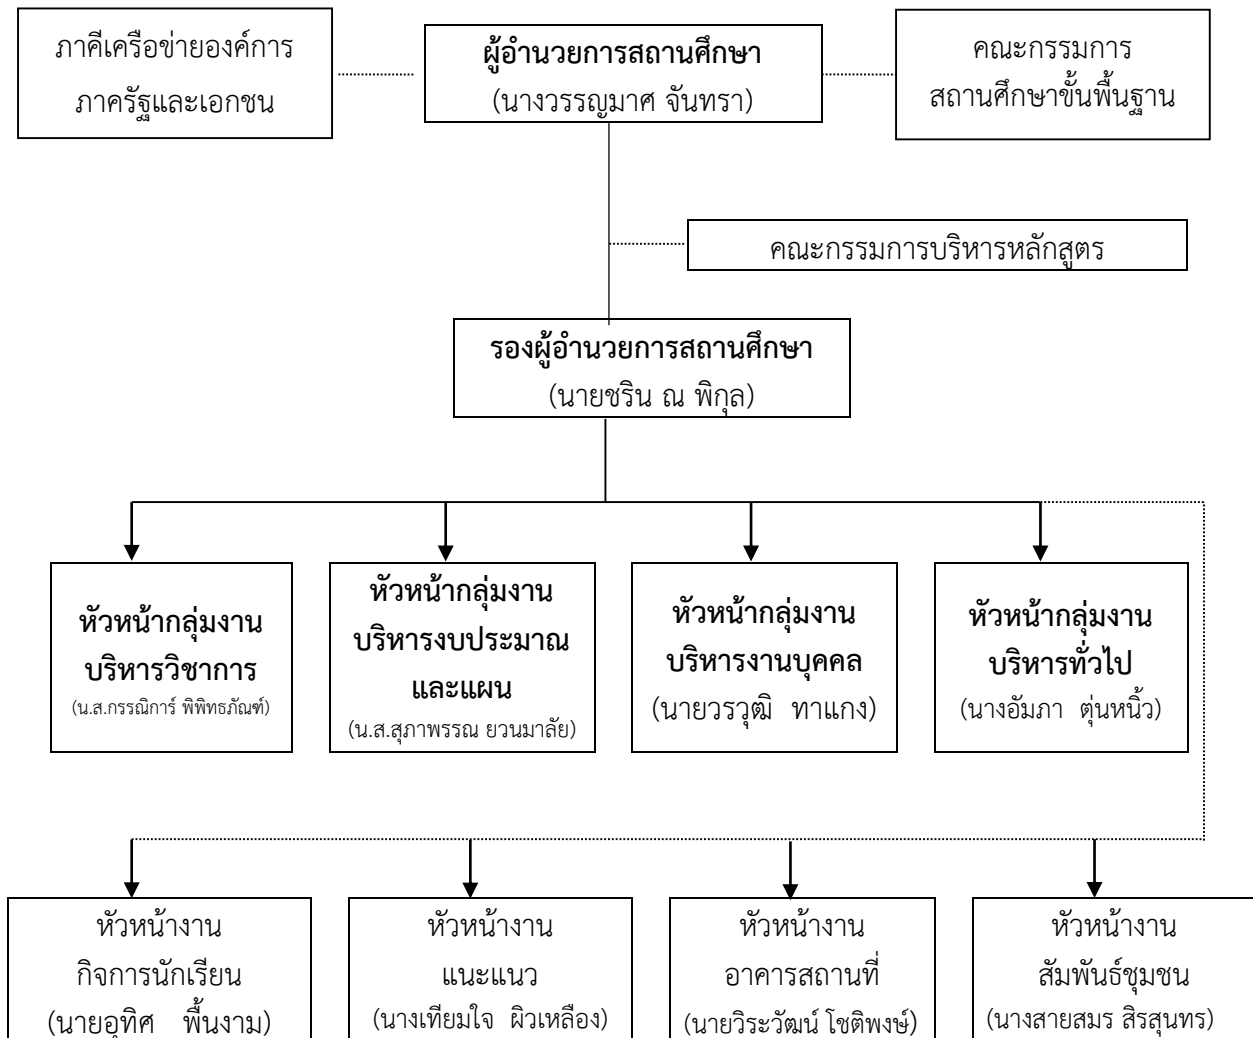 ภาคีเครือข่ายองค์การ
ภาครัฐและเอกชน
ผู้อำนวยการสถานศึกษา
(นางวรรญมาศ จันทรา)
คณะกรรมการ
สถานศึกษาขั้นพื้นฐาน
คณะกรรมการบริหารหลักสูตร
รองผู้อำนวยการสถานศึกษา
(นายชริน ณ พิกุล)
หัวหน้ากลุ่มงาน
บริหารวิชาการ
(น.ส.กรรณิการ์ พิพิทธภัณฑ์)
หัวหน้ากลุ่มงาน
บริหารงบประมาณ
และแผน
(น.ส.สุภาพรรณ ยวนมาลัย)
หัวหน้ากลุ่มงาน
บริหารงานบุคคล
(นายวรวุฒิ ทาแกง)
หัวหน้ากลุ่มงาน
บริหารทั่วไป
(นางอัมภา ตุ่นหนิ้ว)
หัวหน้างาน
กิจการนักเรียน
(นายอุทิศ พื้นงาม)
หัวหน้างาน
แนะแนว
(นางเทียมใจ ผิวเหลือง)
หัวหน้างาน
อาคารสถานที่
(นายวิระวัฒน์ โชติพงษ์)
หัวหน้างาน
สัมพันธ์ชุมชน
(นางสายสมร สิรสุนทร)